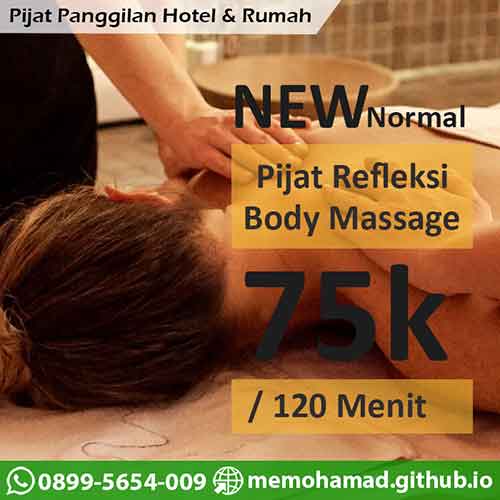 Pijat Panggilan Hotel & Rumah
NEW Normal
Pijat Refleksi
Body Massage
75k
/ 120 Menit
0899-5654-009 memohamad.github.io